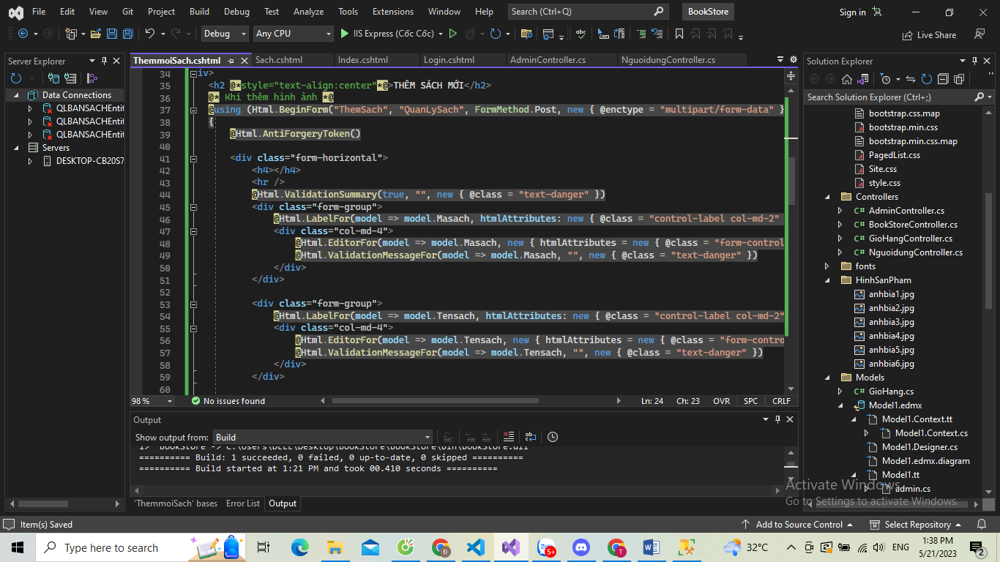 File Edit View Git Project Build Debug Test Analyze Tools Extensions Window Help Search (Ctrl+Q) BookStore Sign in
Debug Any CPU IIS Express (Cốc Cốc) Live Share
Server Explorer
Data Connections
QLBANSACHEntit
QLBANSACHEntit
QLBANSACHEntit
Servers
DESKTOP-CB20S7
ThemmoiSach.cshtml Sach.cshtml Index.cshtml Login.cshtml AdminController.cs NguoidungController.cs
34 iv>
35 <h2 @*style="text-align:center"*@>THÊM SÁCH MỚI</h2>
36 @* Khi thêm hình ảnh *@
37 @using (Html.BeginForm("ThemSach", "QuanLySach", FormMethod.Post, new { @enctype = "multipart/form-data" }
38 {
39 @Html.AntiForgeryToken()
40
41 <div class="form-horizontal">
42 <h4></h4>
43 <hr />
44 @Html.ValidationSummary(true, "", new { @class = "text-danger" })
45 <div class="form-group">
46 @Html.LabelFor(model => model.Masach, htmlAttributes: new { @class = "control-label col-md-2"
47 <div class="col-md-4">
48 @Html.EditorFor(model => model.Masach, new { htmlAttributes = new { @class = "form-control
49 @Html.ValidationMessageFor(model => model.Masach, "", new { @class = "text-danger" })
50 </div>
51 </div>
52
53 <div class="form-group">
54 @Html.LabelFor(model => model.Tensach, htmlAttributes: new { @class = "control-label col-md-2"
55 <div class="col-md-4">
56 @Html.EditorFor(model => model.Tensach, new { htmlAttributes = new { @class = "form-contro
57 @Html.ValidationMessageFor(model => model.Tensach, "", new { @class = "text-danger" })
58 </div>
59 </div>
60
98 % No issues found Ln: 24 Ch: 23 OVR SPC CRLF
Output
Show output from: Build
1> BookStore -> C:\Users\DELL\Desktop\BookStore\BookStore\bin\BookStore.dll
========== Build: 1 succeeded, 0 failed, 0 up-to-date, 0 skipped ==========
========== Build started at 1:21 PM and took 00.410 seconds ==========
'ThemmoiSach' bases Error List Output
Solution Explorer
Search Solution Explorer (Ctrl+;)
bootstrap.css.map
bootstrap.min.css
bootstrap.min.css.map
PagedList.css
Site.css
style.css
Controllers
C# AdminController.cs
C# BookStoreController.cs
C# GioHangController.cs
C# NguoidungController.cs
fonts
HinhSanPham
anhbia1.jpg
anhbia2.jpg
anhbia3.jpg
anhbia4.jpg
anhbia5.jpg
anhbia6.jpg
Models
C# GioHang.cs
Model1.edmx
Model1.Context.tt
Model1.Context.cs
Model1.Designer.cs
Model1.edmx.diagram
Model1.tt
admin.cs
Activate Windows
Go to Settings to activate Windows.
Item(s) Saved Add to Source Control Select Repository
Type here to search 5+ 32°C ENG 1:38 PM
5/21/2023 2